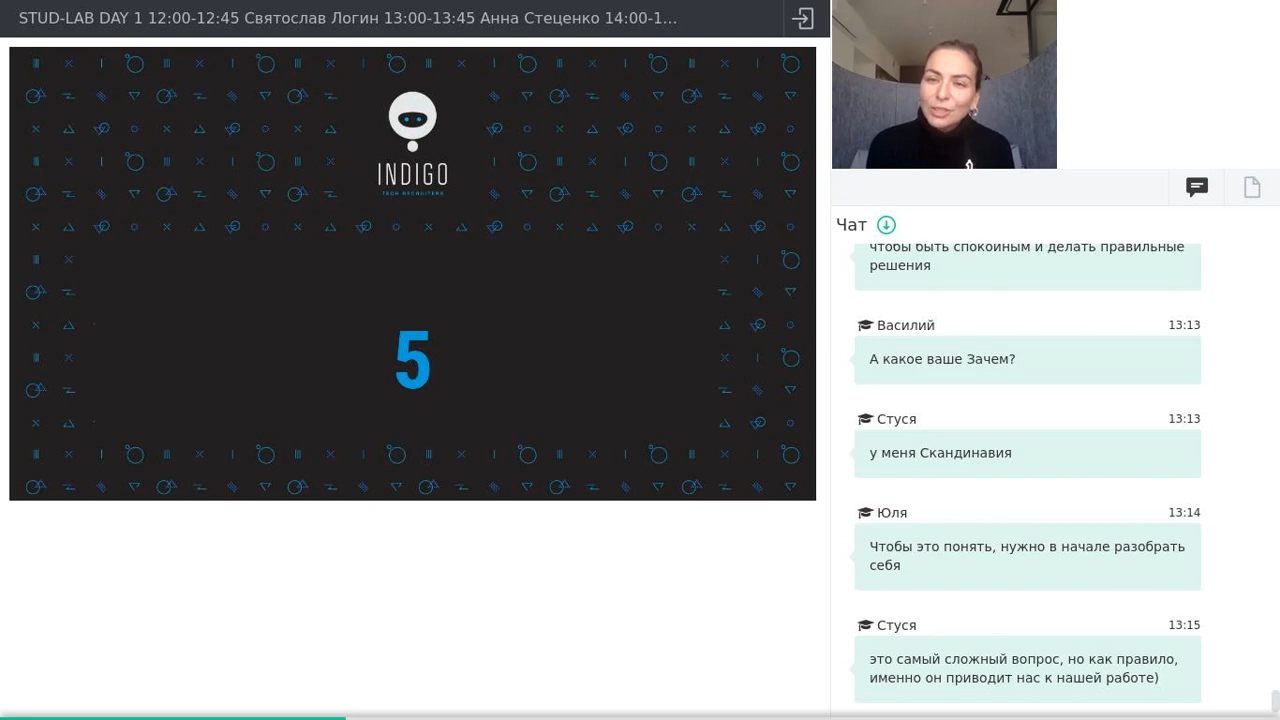 STUD-LAB DAY 1 12:00-12:45 Святослав Логин 13:00-13:45 Анна Стеценко 14:00-1...
INDIGO
TECH RECRUITERS
5
Чат
чтобы быть спокойным и делать правильные
решения
Василий 13:13
А какое ваше Зачем?
Стуся 13:13
у меня Скандинавия
Юля 13:14
Чтобы это понять, нужно в начале разобрать
себя
Стуся 13:15
это самый сложный вопрос, но как правило,
именно он приводит нас к нашей работе)